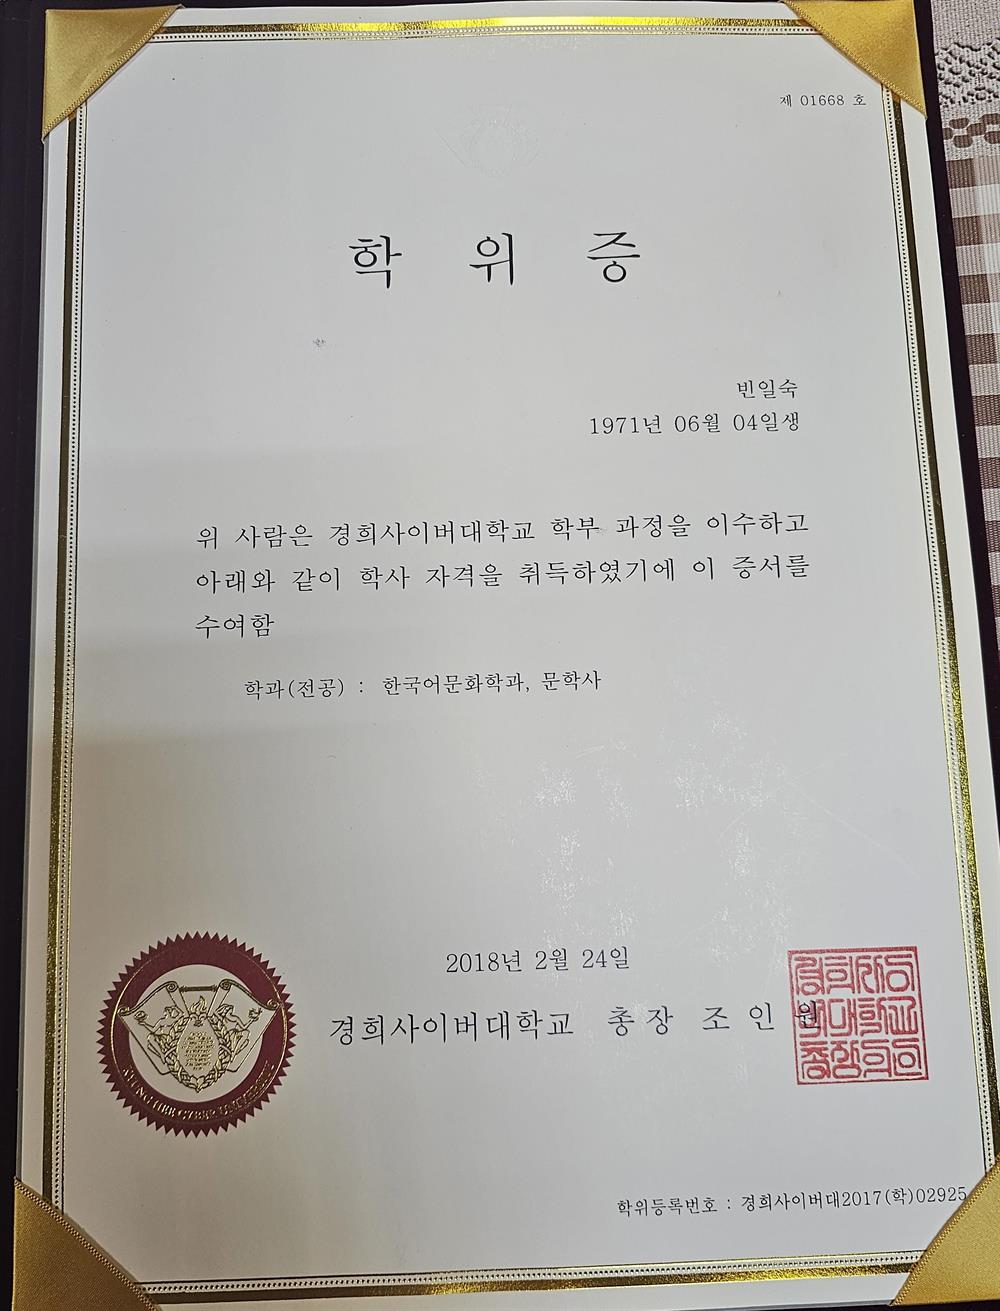 제 01668 호
학 위 증
빈일숙
1971년 06월 04일생
위 사람은 경희사이버대학교 학부 과정을 이수하고
아래와 같이 학사 자격을 취득하였기에 이 증서를
수여함
학과(전공) : 한국어문화학과, 문학사
2018년 2월 24일
경희사이버대학교 총장 조인원
KYUNG HEE CYBER UNIVERSITY
학위등록번호 : 경희사이버대2017(학)02925